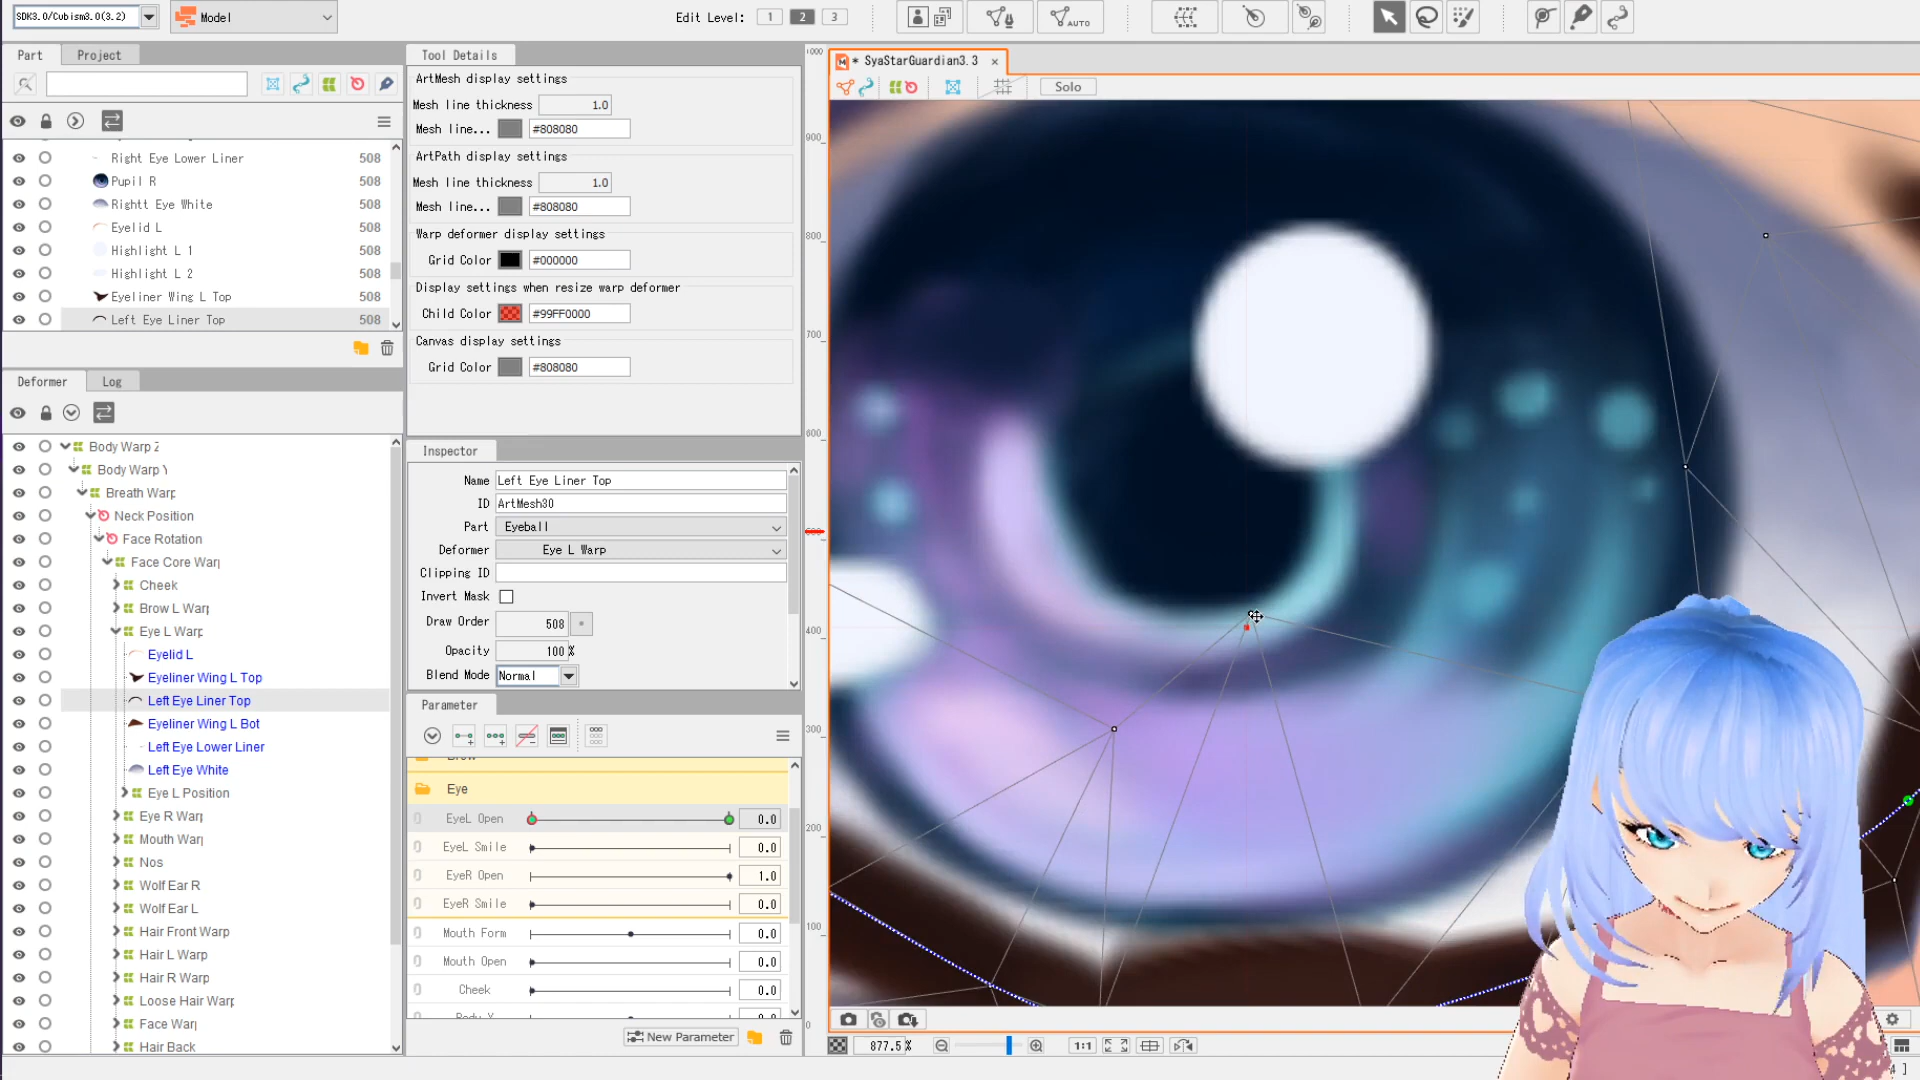 SDK3.0/Cubism3.0(3.2)
Model
Edit Level: 1 2 3
AUTO
Part Project
Right Eye Lower Liner 508
Pupil R 508
Rightt Eye White 508
Eyelid L 508
Highlight L 1 508
Highlight L 2 508
Eyeliner Wing L Top 508
Left Eye Liner Top 508
Deformer Log
Body Warp Z
Body Warp Y
Breath Warp
Neck Position
Face Rotation
Face Core Warp
Cheek
Brow L Warp
Eye L Warp
Eyelid L
Eyeliner Wing L Top
Left Eye Liner Top
Eyeliner Wing L Bot
Left Eye Lower Liner
Left Eye White
Eye L Position
Eye R Warp
Mouth Warp
Nos
Wolf Ear R
Wolf Ear L
Hair Front Warp
Hair L Warp
Hair R Warp
Loose Hair Warp
Face Warp
Hair Back
Tool Details
ArtMesh display settings
Mesh line thickness 1.0
Mesh line... #808080
ArtPath display settings
Mesh line thickness 1.0
Mesh line... #808080
Warp deformer display settings
Grid Color #000000
Display settings when resize warp deformer
Child Color #99FF0000
Canvas display settings
Grid Color #808080
Inspector
Name Left Eye Liner Top
ID ArtMesh30
Part Eyeball
Deformer Eye L Warp
Clipping ID
Invert Mask
Draw Order 508
Opacity 100%
Blend Mode Normal
Parameter
Eye
EyeL Open 0.0
EyeL Smile 0.0
EyeR Open 1.0
EyeR Smile 0.0
Mouth Form 0.0
Mouth Open 0.0
Cheek 0.0
New Parameter
* SyaStarGuardian3.3
Solo
900
800
700
600
400
300
200
100
0
877.5%
1:1